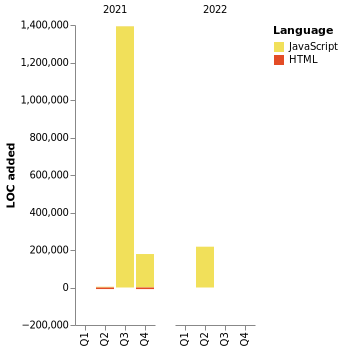 2021 2022
Language
JavaScript
HTML
LOC added
1,400,000
1,200,000
1,000,000
800,000
600,000
400,000
200,000
0
−200,000
Q1 Q2 Q3 Q4 Q1 Q2 Q3 Q4